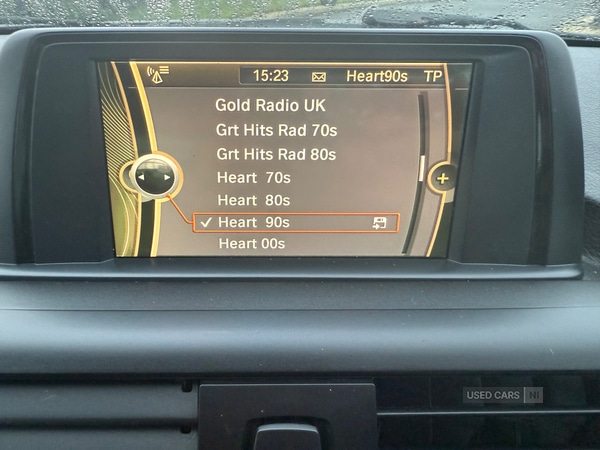 15:23 Heart90s TP
Gold Radio UK
Grt Hits Rad 70s
Grt Hits Rad 80s
Heart 70s
Heart 80s
Heart 90s
Heart 00s
USED CARS NI